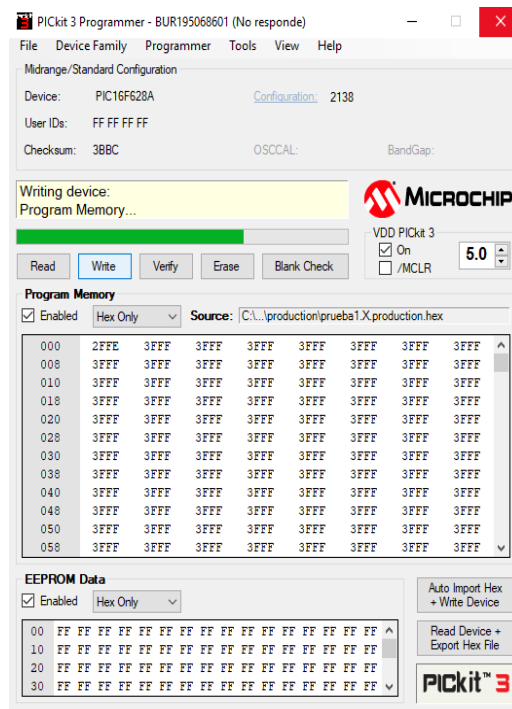 PICkit 3 Programmer - BUR195068601 (No responde)
File Device Family Programmer Tools View Help
Midrange/Standard Configuration
Device: PIC16F628A Configuration: 2138
User IDs: FF FF FF FF
Checksum: 3BBC OSCCAL: BandGap:
Writing device:
Program Memory...
MICROCHIP
VDD PICkit 3
On 5.0
/MCLR
Read Write Verify Erase Blank Check
Program Memory
Enabled Hex Only Source: C:\...\production\prueba1.X.production.hex
000 2FFE 3FFF 3FFF 3FFF 3FFF 3FFF 3FFF 3FFF
008 3FFF 3FFF 3FFF 3FFF 3FFF 3FFF 3FFF 3FFF
010 3FFF 3FFF 3FFF 3FFF 3FFF 3FFF 3FFF 3FFF
018 3FFF 3FFF 3FFF 3FFF 3FFF 3FFF 3FFF 3FFF
020 3FFF 3FFF 3FFF 3FFF 3FFF 3FFF 3FFF 3FFF
028 3FFF 3FFF 3FFF 3FFF 3FFF 3FFF 3FFF 3FFF
030 3FFF 3FFF 3FFF 3FFF 3FFF 3FFF 3FFF 3FFF
038 3FFF 3FFF 3FFF 3FFF 3FFF 3FFF 3FFF 3FFF
040 3FFF 3FFF 3FFF 3FFF 3FFF 3FFF 3FFF 3FFF
048 3FFF 3FFF 3FFF 3FFF 3FFF 3FFF 3FFF 3FFF
050 3FFF 3FFF 3FFF 3FFF 3FFF 3FFF 3FFF 3FFF
058 3FFF 3FFF 3FFF 3FFF 3FFF 3FFF 3FFF 3FFF
EEPROM Data
Enabled Hex Only
00 FF FF FF FF FF FF FF FF FF FF FF FF FF FF FF FF
10 FF FF FF FF FF FF FF FF FF FF FF FF FF FF FF FF
20 FF FF FF FF FF FF FF FF FF FF FF FF FF FF FF FF
30 FF FF FF FF FF FF FF FF FF FF FF FF FF FF FF FF
Auto Import Hex
+ Write Device
Read Device +
Export Hex File
PICkit™ 3